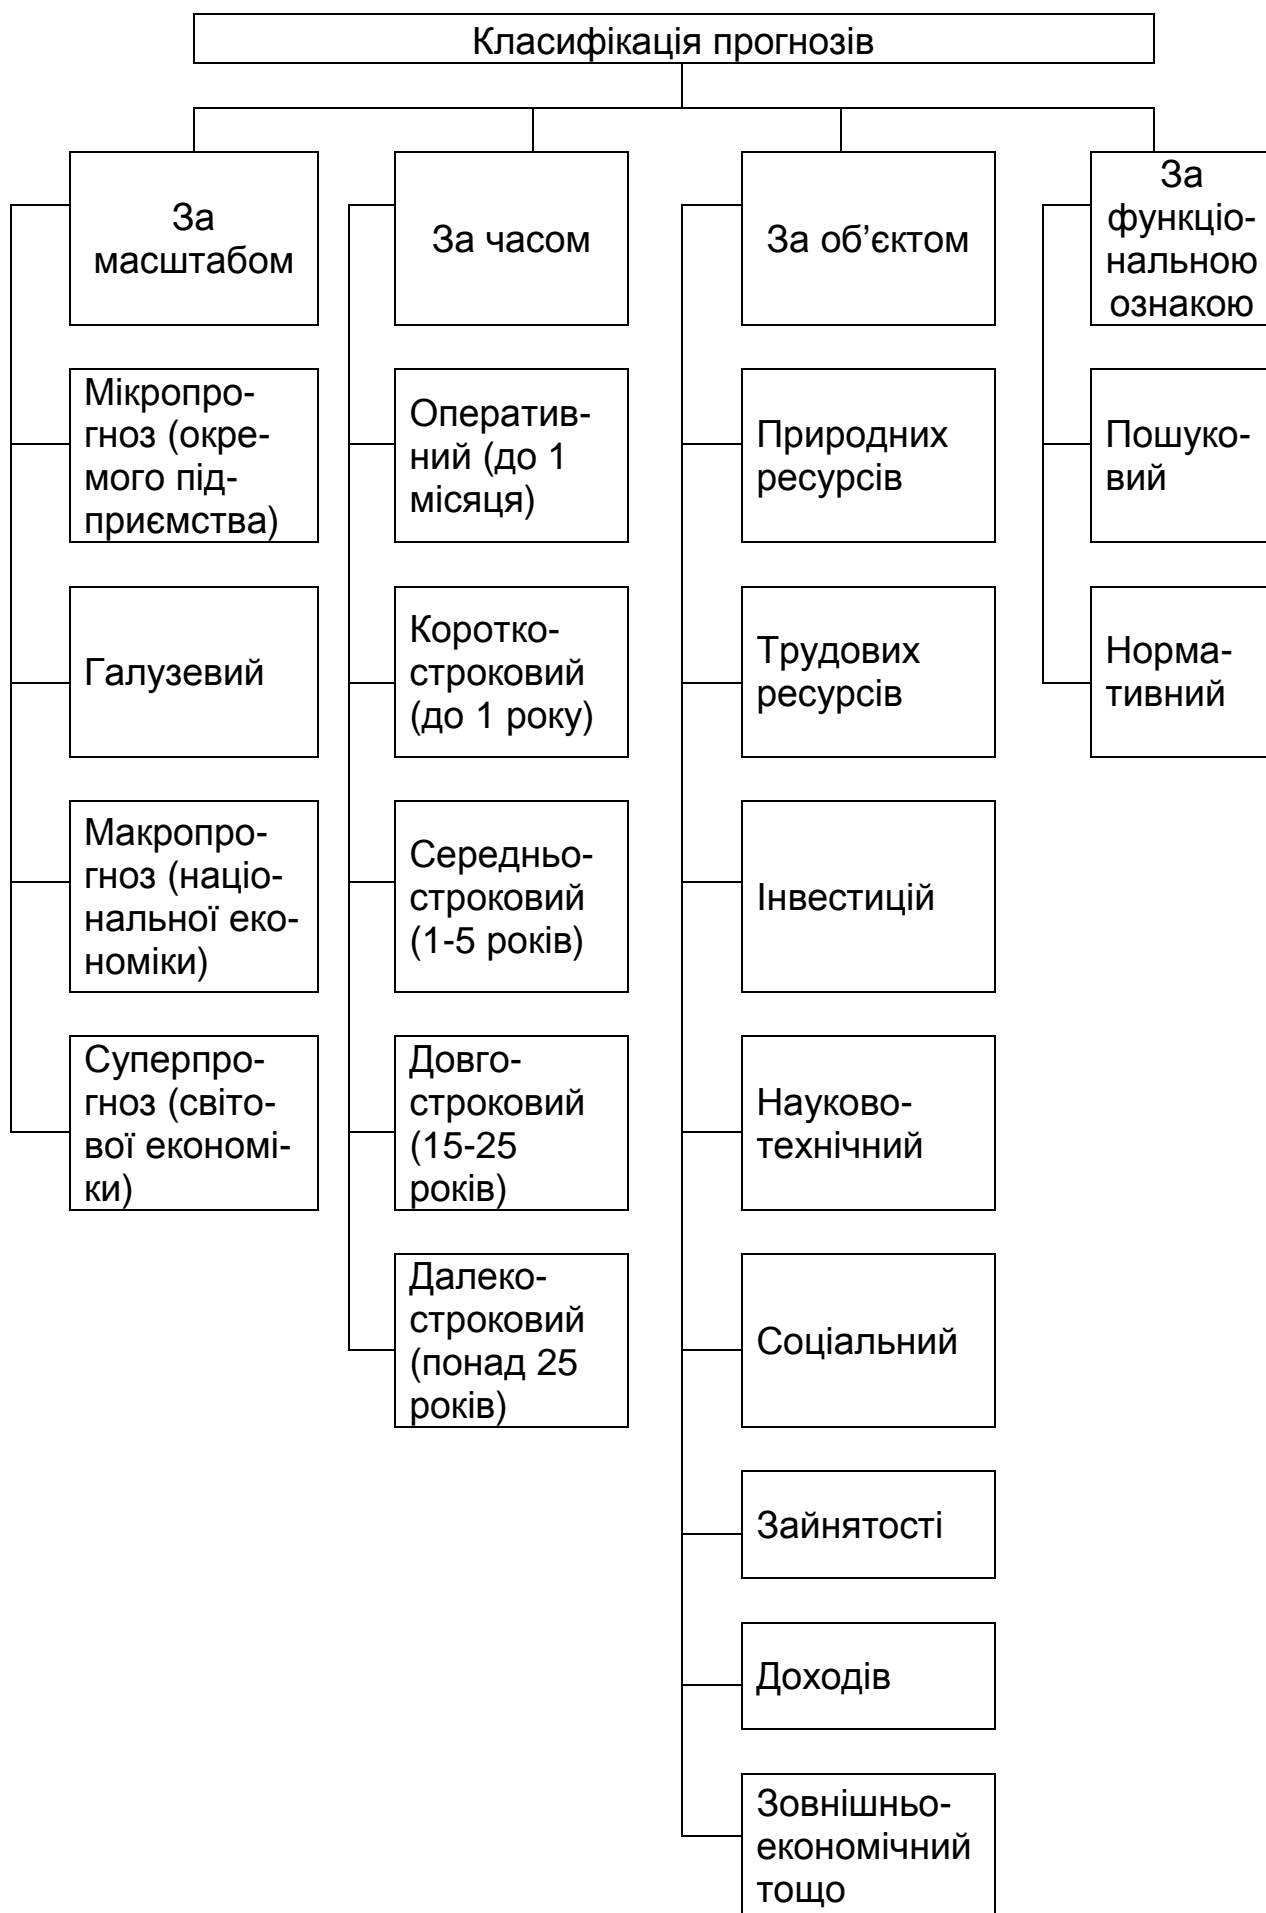 Класифікація прогнозів
За
масштабом
Мікропро-
гноз (окре-
мого під-
приємства)
Галузевий
Макропро-
гноз (націо-
нальної еко-
номіки)
Суперпро-
гноз (світо-
вої економі-
ки)
За часом
Оператив-
ний (до 1
місяця)
Коротко-
строковий
(до 1 року)
Середньо-
строковий
(1-5 років)
Довго-
строковий
(15-25
років)
Далеко-
строковий
(понад 25
років)
За об’єктом
Природних
ресурсів
Трудових
ресурсів
Інвестицій
Науково-
технічний
Соціальний
Зайнятості
Доходів
Зовнішньо-
економічний
тощо
За
функціо-
нальною
ознакою
Пошуко-
вий
Норма-
тивний